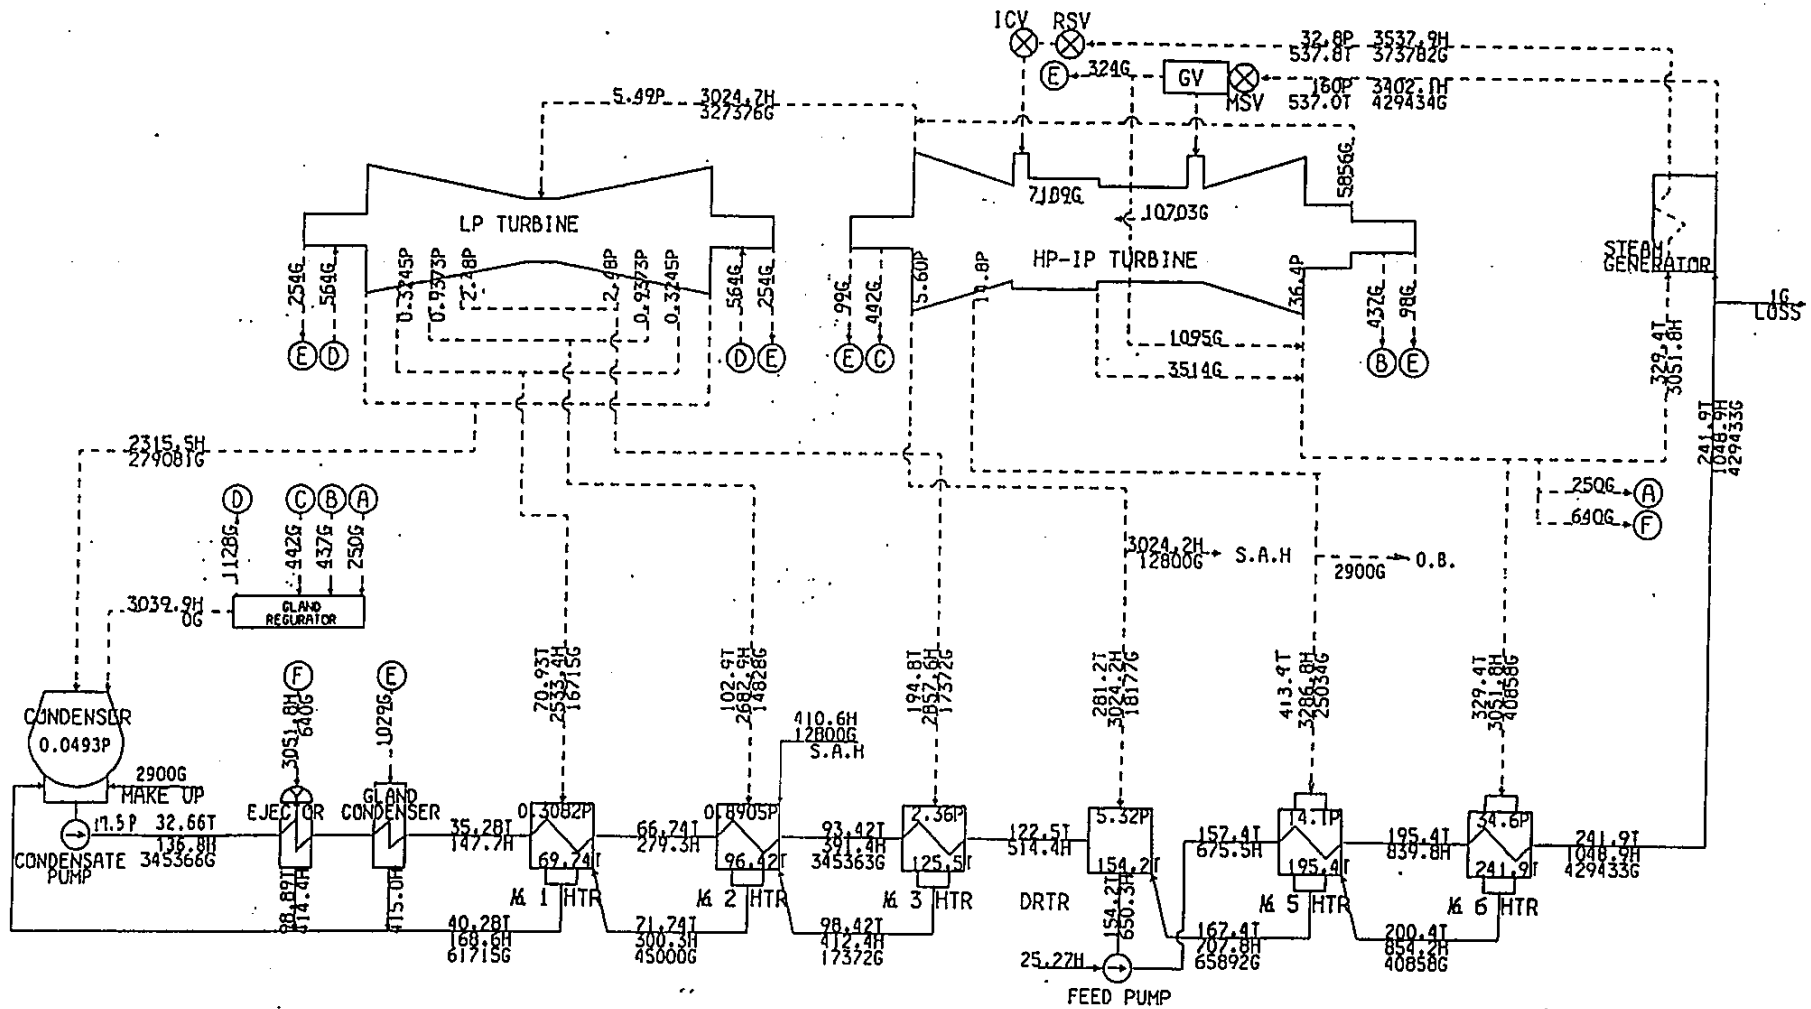 ICV RSV
32.8P 3537.9H
537.8T 373782G
E
324G
GV
MSV
160P 3402.1H
537.0T 429434G
5.49P 3024.7H
327376G
5856G
7109G
10703G
LP TURBINE
HP-IP TURBINE
STEAM
GENERATOR
0.3245P
0.9373P
2.48P
2.48P
0.9373P
0.3245P
5.60P
14.8P
36.4P
254G
564G
564G
254G
99G
442G
437G
98G
E
D
D
E
E
C
B
E
1095G
3514G
1G
LOSS
329.4T
3051.8H
241.9T
1048.9H
429433G
2315.5H
279081G
D
C
B
A
1128G
442G
437G
250G
250G
A
640G
F
3039.9H
0G
GLAND
REGURATOR
3024.2H
12800G
S.A.H
2900G
O.B.
F
E
3051.8H
640G
1029G
70.93T
2533.4H
16715G
102.9T
2682.9H
14828G
194.8T
2857.6H
17372G
281.2T
3024.2H
18177G
413.9T
3286.8H
25034G
329.4T
3051.8H
40858G
410.6H
12800G
S.A.H
CONDENSER
0.0493P
2900G
MAKE UP
EJECTOR
GLAND
CONDENSER
0.3082P
0.8905P
2.36P
5.32P
14.1P
34.6P
17.5P 32.66T
136.8H
345366G
35.28T
147.7H
66.74T
279.3H
93.42T
391.4H
345363G
122.5T
514.4H
157.4T
675.5H
195.4T
839.8H
241.9T
1048.9H
429433G
69.74T
96.42T
125.5T
154.2T
195.4T
241.9T
CONDENSATE
PUMP
98.89T
414.4H
415.0H
№ 1 HTR
№ 2 HTR
№ 3 HTR
DRTR
№ 5 HTR
№ 6 HTR
154.2T
650.3H
40.28T
168.6H
61715G
71.74T
300.3H
45000G
98.42T
412.4H
17372G
167.4T
707.8H
65892G
200.4T
854.2H
40858G
25.27H
FEED PUMP